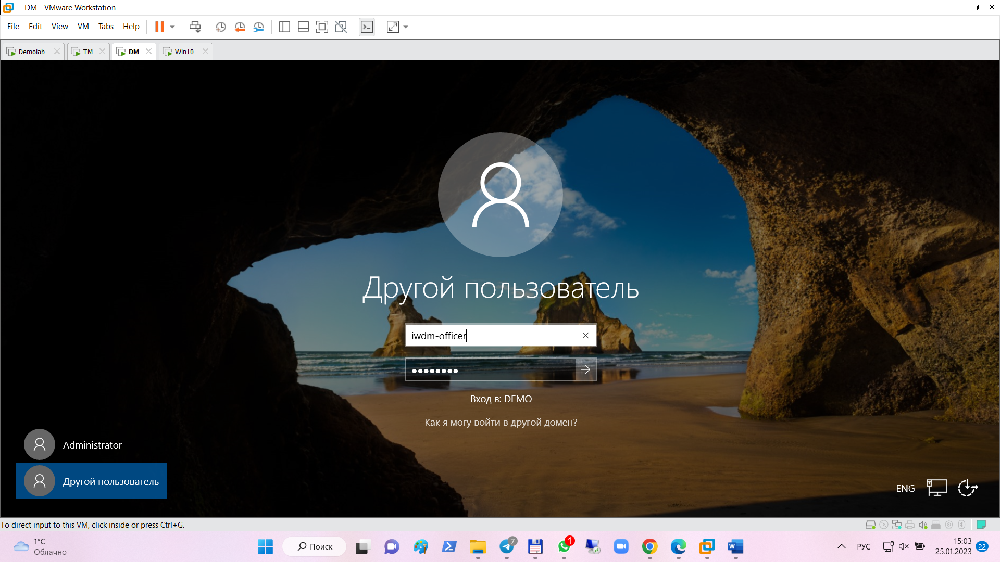 DM - VMware Workstation
File Edit View VM Tabs Help
Demolab TM DM Win10
Другой пользователь
iwdm-officer
Вход в: DEMO
Как я могу войти в другой домен?
Administrator
Другой пользователь
ENG
To direct input to this VM, click inside or press Ctrl+G.
1°C
Облачно
Поиск
7
1
РУС
15:03
25.01.2023
22